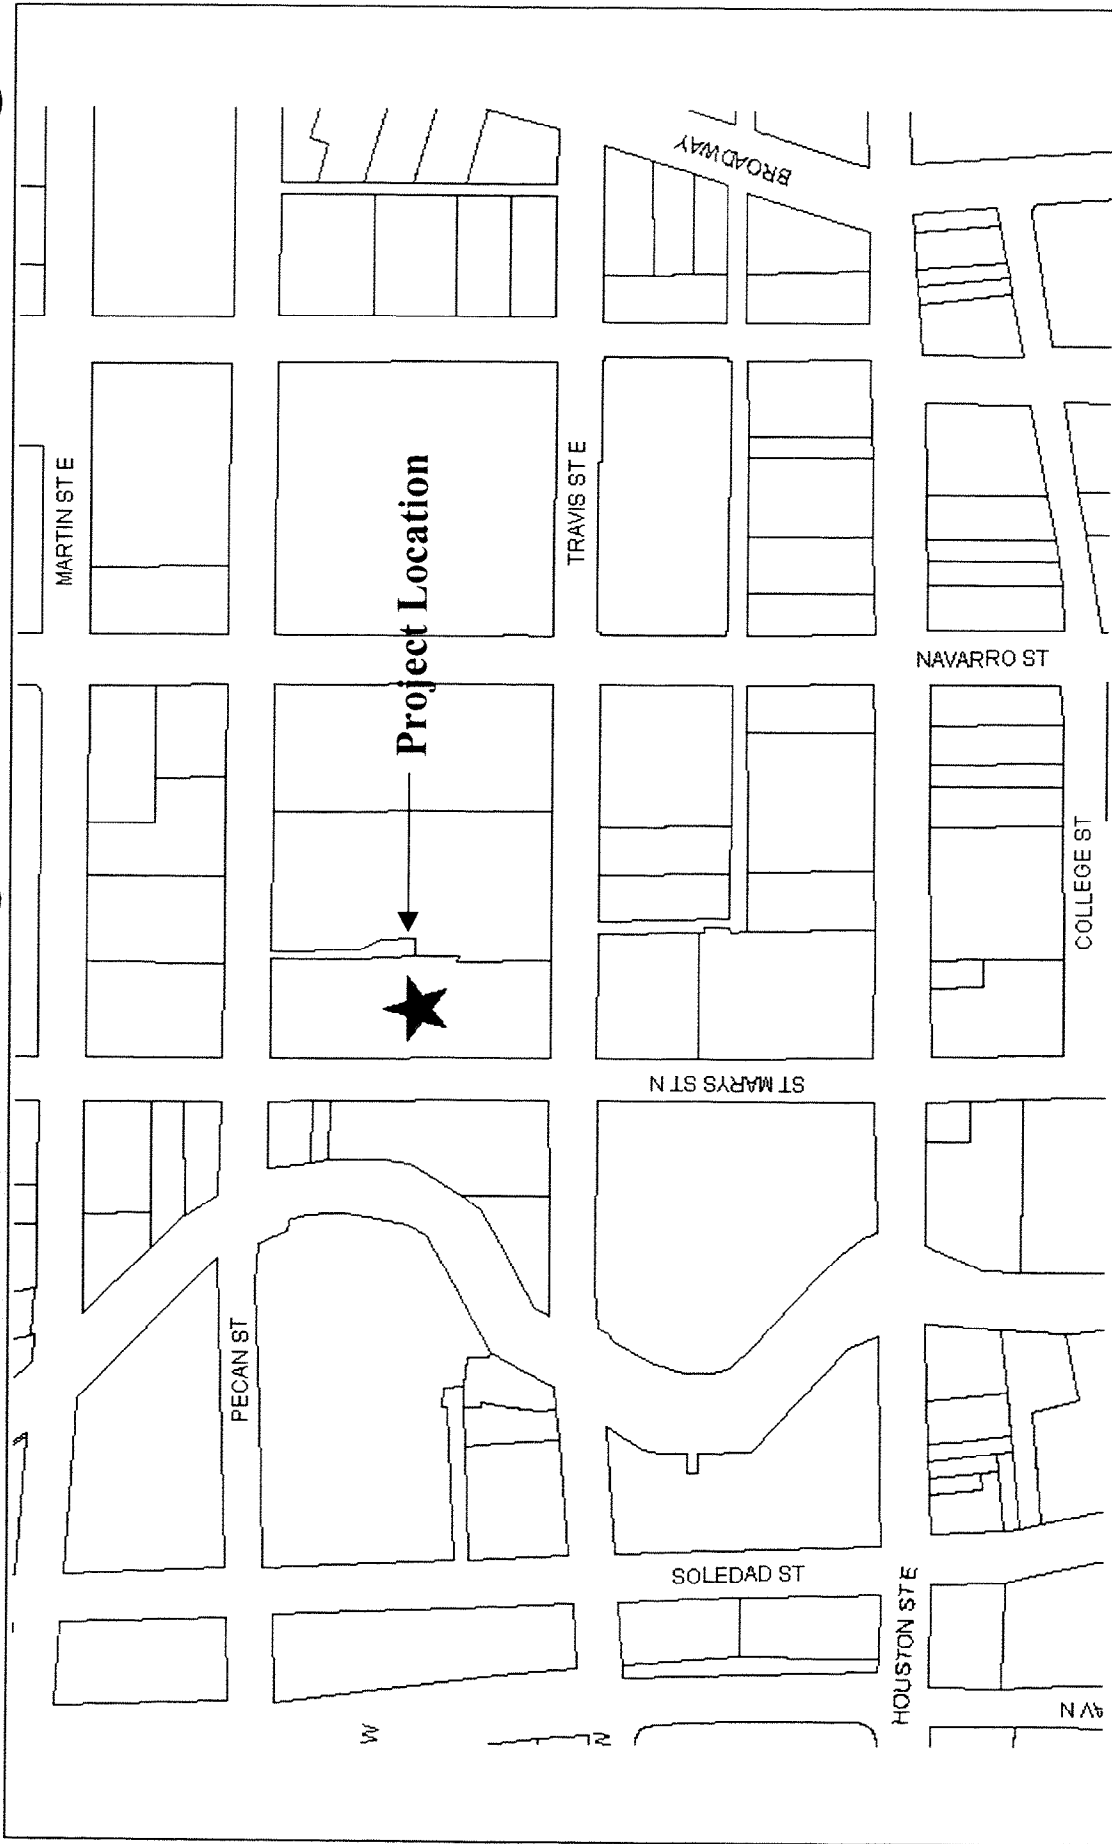 MARTIN ST E
BROADWAY
Project Location
TRAVIS ST E
NAVARRO ST
COLLEGE ST
ST MARYS ST N
PECAN ST
SOLEDAD ST
HOUSTON ST E
W
N
AV N